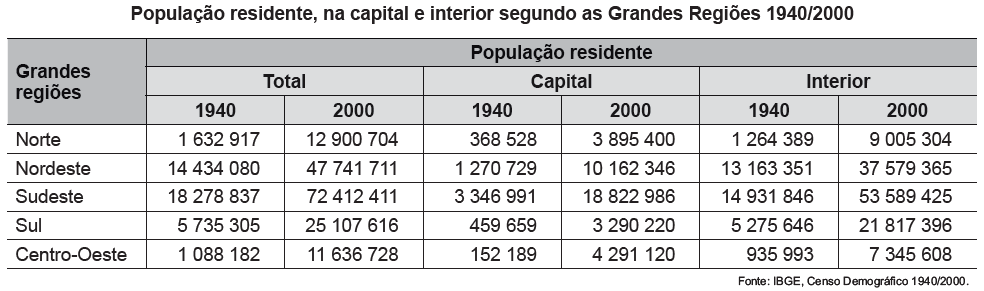 População residente, na capital e interior segundo as Grandes Regiões 1940/2000
Grandes regiões População residente
Total Capital Interior
1940 2000 1940 2000 1940 2000
Norte 1 632 917 12 900 704 368 528 3 895 400 1 264 389 9 005 304
Nordeste 14 434 080 47 741 711 1 270 729 10 162 346 13 163 351 37 579 365
Sudeste 18 278 837 72 412 411 3 346 991 18 822 986 14 931 846 53 589 425
Sul 5 735 305 25 107 616 459 659 3 290 220 5 275 646 21 817 396
Centro-Oeste 1 088 182 11 636 728 152 189 4 291 120 935 993 7 345 608
Fonte: IBGE, Censo Demográfico 1940/2000.